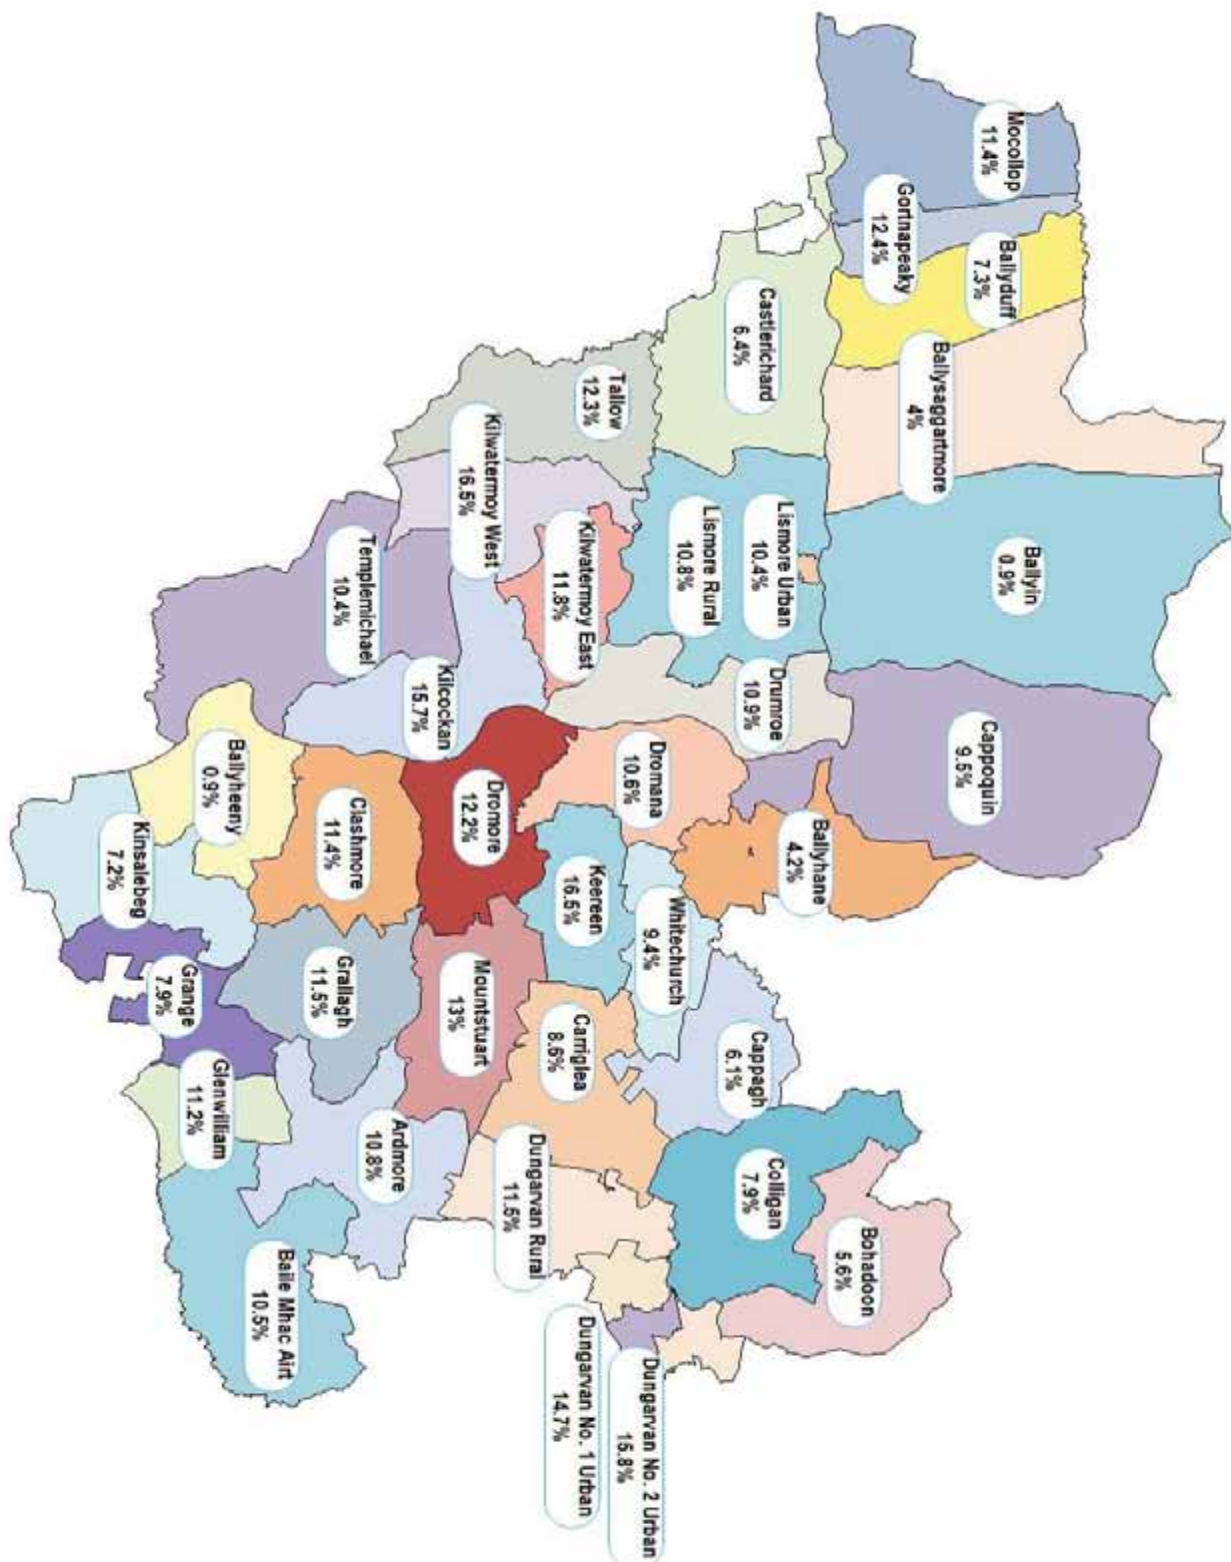 Mocollop
11.4%
Gortnapeaky
12.4%
Ballyduff
7.3%
Ballysaggartmore
4%
Ballyin
0.9%
Cappoquin
9.5%
Castlerichard
6.4%
Tallow
12.3%
Kilwatermoy West
16.5%
Kilwatermoy East
11.8%
Lismore Rural
10.8%
Lismore Urban
10.4%
Drumroe
10.9%
Dromana
10.6%
Ballyhane
4.2%
Templemichael
10.4%
Kilcockan
15.7%
Dromore
12.2%
Keereen
16.5%
Whitechurch
9.4%
Cappagh
6.1%
Ballyheeny
0.9%
Clashmore
11.4%
Kinsalebeg
7.2%
Grange
7.9%
Grallagh
11.5%
Mountstuart
13%
Carriglea
8.6%
Glenwilliam
11.2%
Ardmore
10.8%
Dungarvan Rural
11.5%
Colligan
7.9%
Bohadoon
5.6%
Baile Mhac Airt
10.5%
Dungarvan No. 1 Urban
14.7%
Dungarvan No. 2 Urban
15.8%